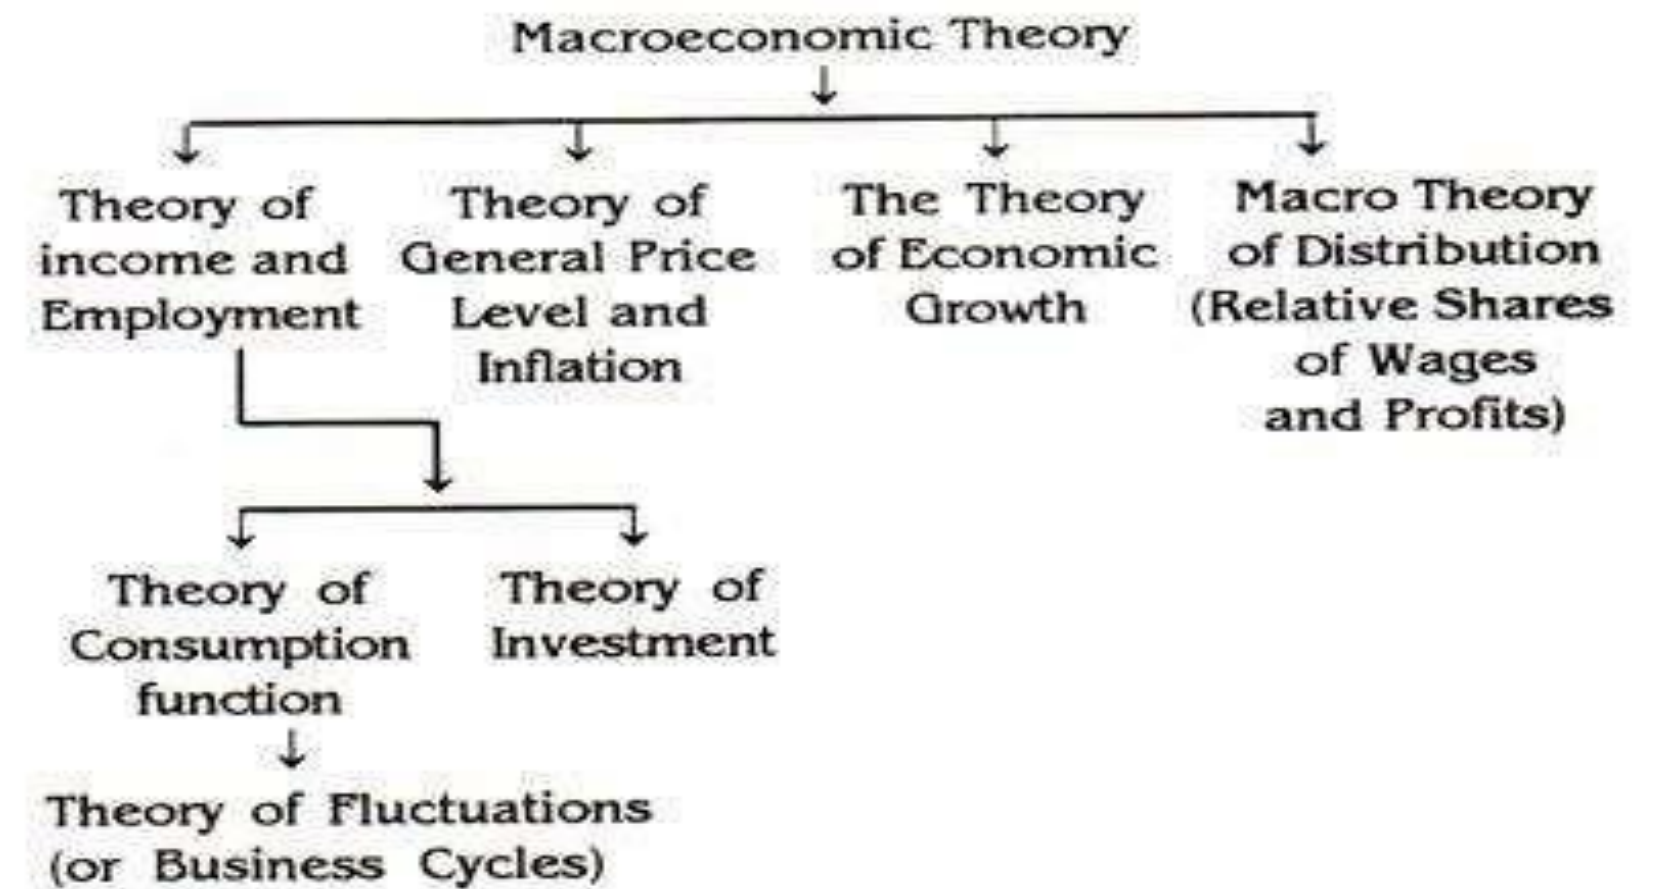 Macroeconomic Theory
Theory of
income and
Employment
Theory of
General Price
Level and
Inflation
The Theory
of Economic
Growth
Macro Theory
of Distribution
(Relative Shares
of Wages
and Profits)
Theory of
Consumption
function
Theory of
Investment
Theory of Fluctuations
(or Business Cycles)